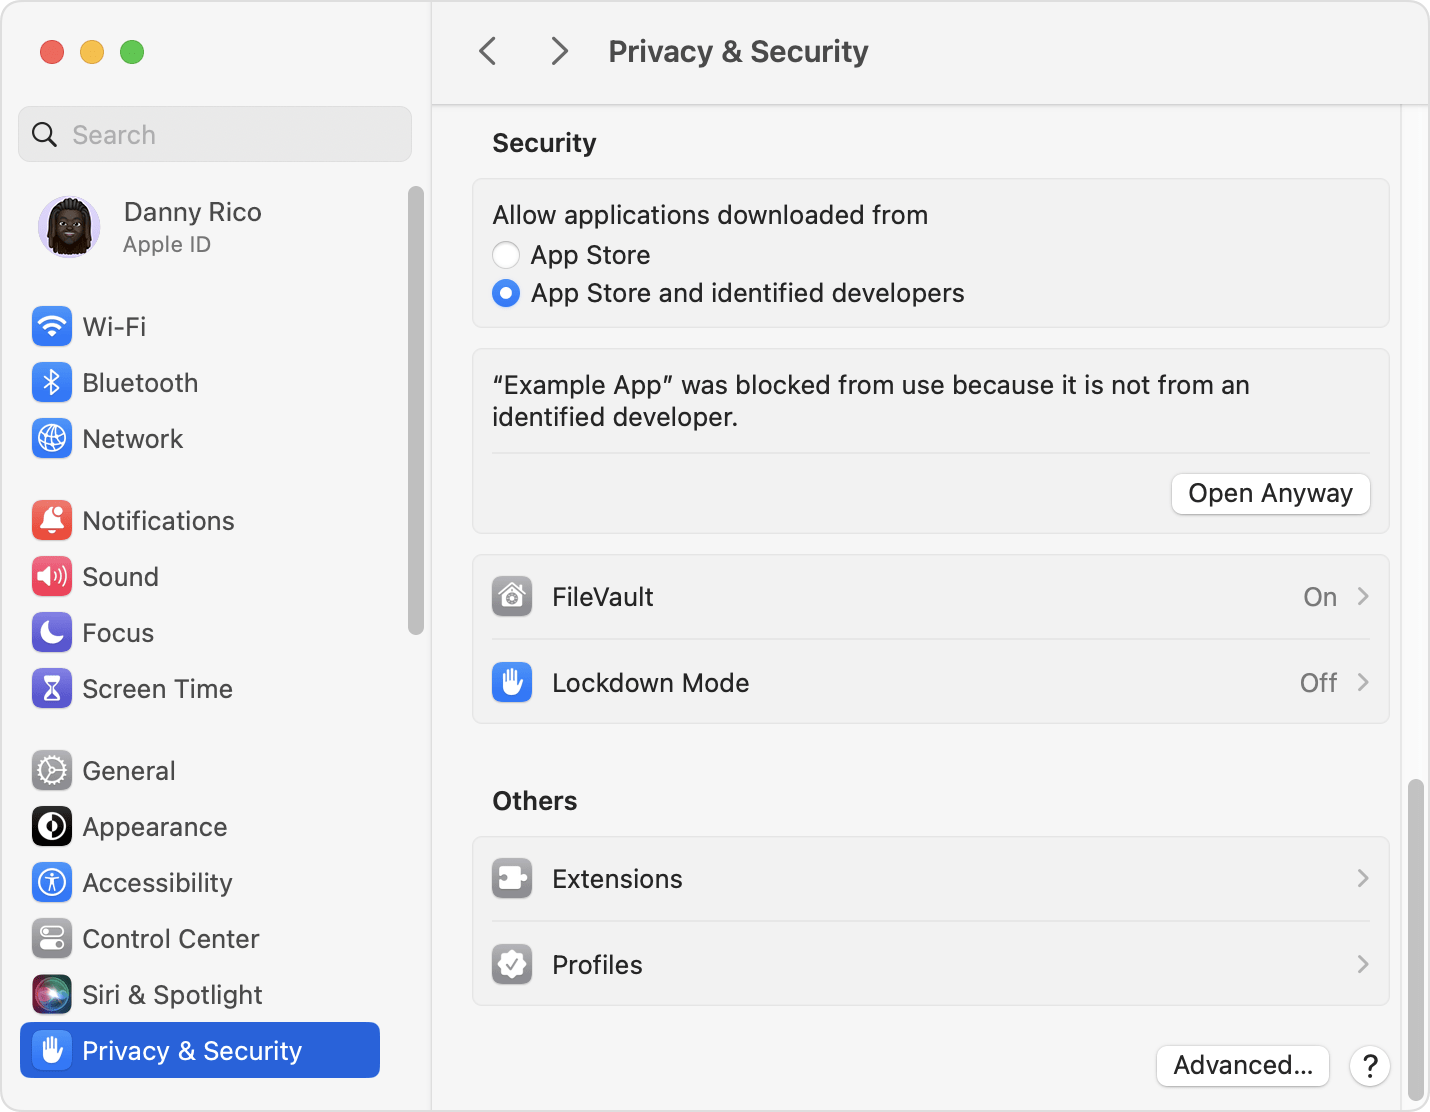 Search
Danny Rico
Apple ID
Wi-Fi
Bluetooth
Network
Notifications
Sound
Focus
Screen Time
General
Appearance
Accessibility
Control Center
Siri & Spotlight
Privacy & Security
Privacy & Security
Security
Allow applications downloaded from
App Store
App Store and identified developers
“Example App” was blocked from use because it is not from an
identified developer.
Open Anyway
FileVault On
Lockdown Mode Off
Others
Extensions
Profiles
Advanced... ?